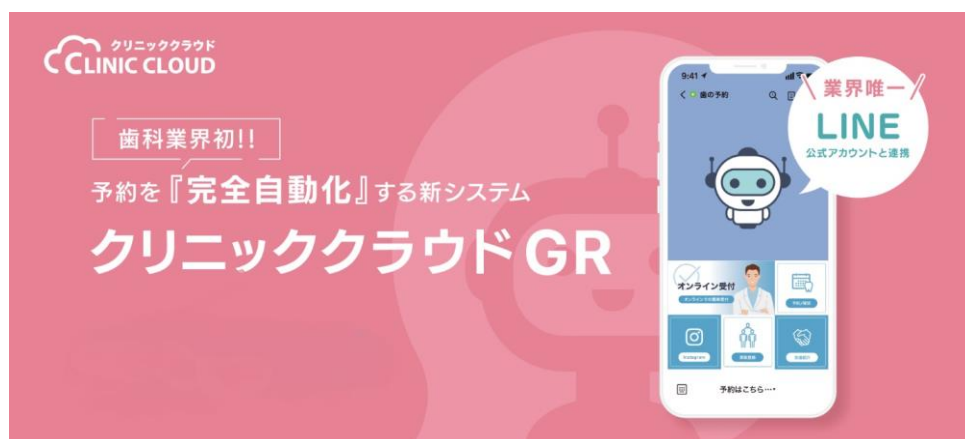 クリニッククラウド
CLINIC CLOUD
歯科業界初!!
予約を『完全自動化』する新システム
クリニッククラウドGR
9:41
歯の予約
業界唯一
LINE
公式アカウントと連携
オンライン受付
Instagram
予約はこちら…･